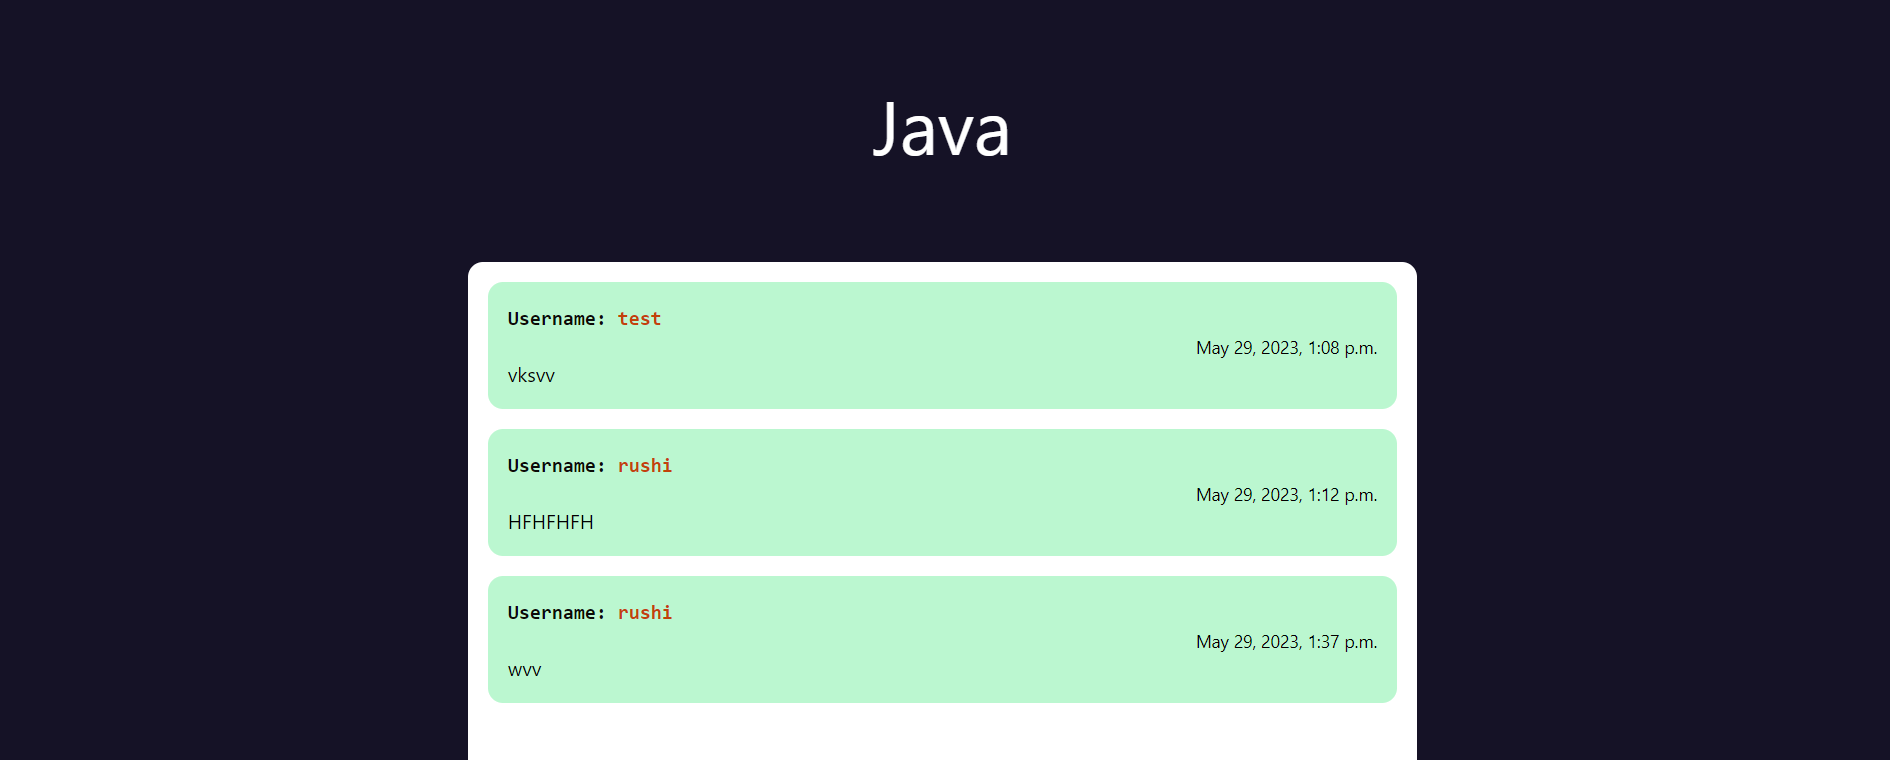 Java
Username: test
May 29, 2023, 1:08 p.m.
vksvv
Username: rushi
May 29, 2023, 1:12 p.m.
HFHFHFH
Username: rushi
May 29, 2023, 1:37 p.m.
wvv